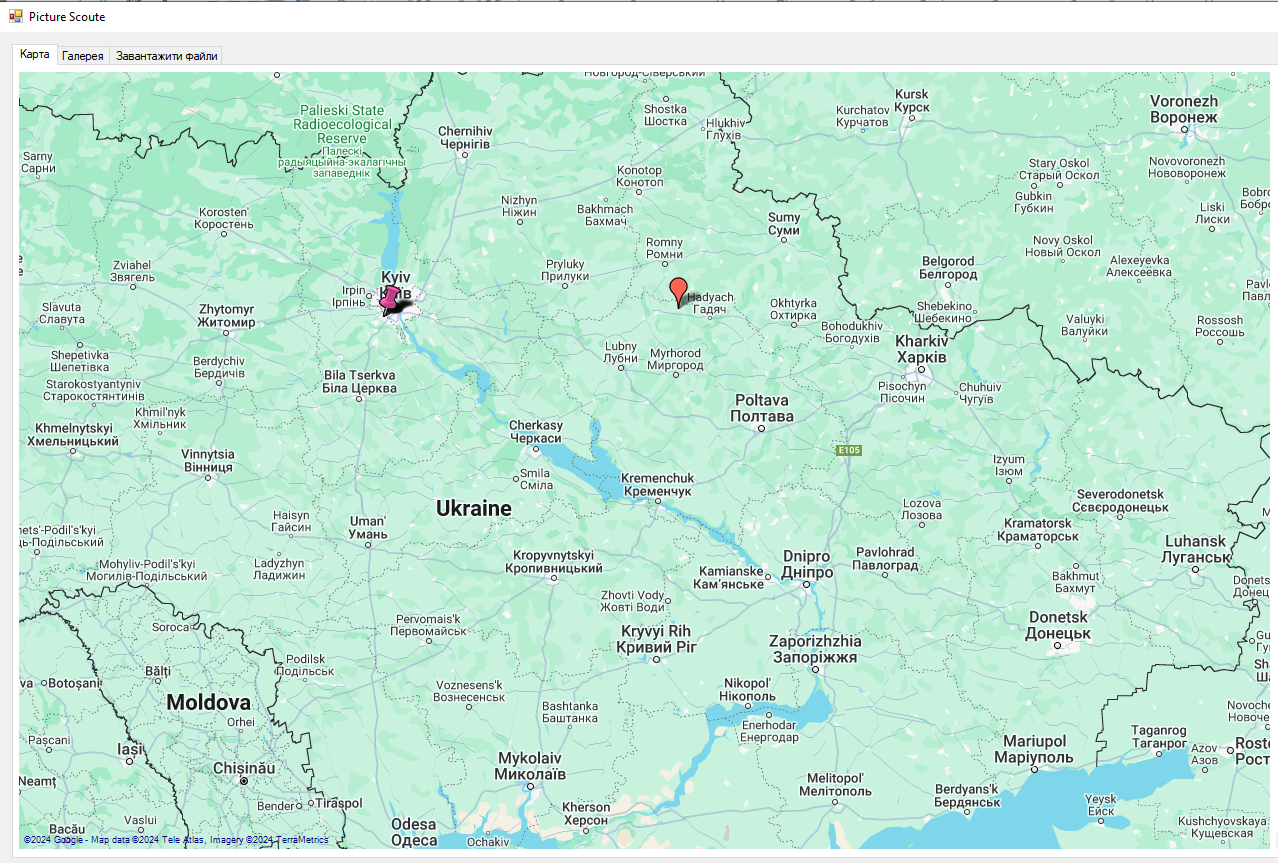 Picture Scoute
Карта
Галерея
Завантажити файли
Новгород-Сіверський
Palieski State
Radioecological
Reserve
Палескі
радыяцыйна-экалагічны
запаведнік
Chernihiv
Чернігів
Shostka
Шостка
Hlukhiv
Глухів
Kursk
Курск
Kurchatov
Курчатов
Voronezh
Воронеж
Sarny
Сарни
Konotop
Конотоп
Stary Oskol
Старый Оскол
Novovoronezh
Нововоронеж
Gubkin
Губкин
Korosten'
Коростень
Nizhyn
Ніжин
Bakhmach
Бахмач
Sumy
Суми
Liski
Лиски
Romny
Ромни
Novy Oskol
Новый Оскол
Zviahel
Звягель
Pryluky
Прилуки
Belgorod
Белгород
Alexeyevka
Алексеевка
Kyiv
Київ
Irpin
Ірпінь
Hadyach
Гадяч
Slavuta
Славута
Zhytomyr
Житомир
Okhtyrka
Охтирка
Shebekino
Шебекино
Valuyki
Валуйки
Rossosh
Россошь
Bohodukhiv
Богодухів
Kharkiv
Харків
Shepetivka
Шепетівка
Berdychiv
Бердичів
Lubny
Лубни
Myrhorod
Миргород
Bila Tserkva
Біла Церква
Starokostyantyniv
Старокостянтинів
Pisochyn
Пісочин
Chuhuiv
Чугуїв
Khmil'nyk
Хмільник
Poltava
Полтава
Khmelnytskyi
Хмельницький
Cherkasy
Черкаси
E105
Vinnytsia
Вінниця
Izyum
Ізюм
Smila
Сміла
Kremenchuk
Кременчук
Severodonetsk
Сєвєродонецьк
Ukraine
Lozova
Лозова
Haisyn
Гайсин
Uman'
Умань
Kramatorsk
Краматорськ
Luhansk
Луганськ
Kropyvnytskyi
Кропивницький
Dnipro
Дніпро
Pavlohrad
Павлоград
Mohyliv-Podil's'kyi
Могилів-Подільський
Ladyzhyn
Ладижин
Kamianske
Кам'янське
Bakhmut
Бахмут
Zhovti Vody
Жовті Води
Pervomais'k
Первомайськ
Soroca
Kryvyi Rih
Кривий Ріг
Zaporizhzhia
Запоріжжя
Donetsk
Донецьк
Bălți
Podilsk
Подільськ
Botoșani
Moldova
Voznesens'k
Вознесенськ
Nikopol'
Нікополь
Bashtanka
Баштанка
Orhei
Enerhodar
Енергодар
Pașcani
Iași
Mariupol
Маріуполь
Taganrog
Таганрог
Azov
Азов
Chișinău
Mykolaiv
Миколаїв
Neamț
Melitopol'
Мелітополь
Berdyans'k
Бердянськ
Bender
Tiraspol
Kherson
Херсон
Yeysk
Ейск
Vaslui
Bacău
Odesa
Одеса
Ochakiv
Kushchyovskaya
Кущевская
©2024 Google - Map data ©2024 Tele Atlas, Imagery ©2024 TerraMetrics